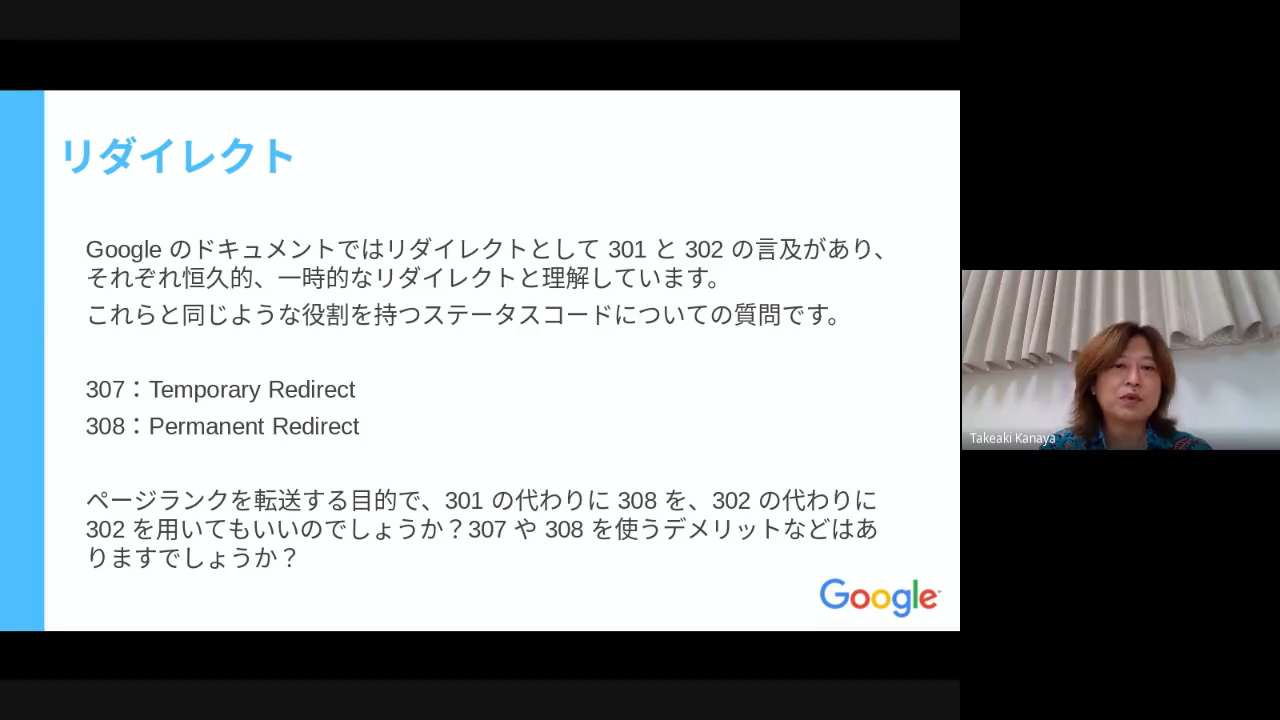 リダイレクト
Google のドキュメントではリダイレクトとして 301 と 302 の言及があり、
それぞれ恒久的、一時的なリダイレクトと理解しています。
これらと同じような役割を持つステータスコードについての質問です。
307：Temporary Redirect
308：Permanent Redirect
ページランクを転送する目的で、301 の代わりに 308 を、302 の代わりに
302 を用いてもいいのでしょうか？307 や 308 を使うデメリットなどはあ
りますでしょうか？
Google
Takeaki Kanaya